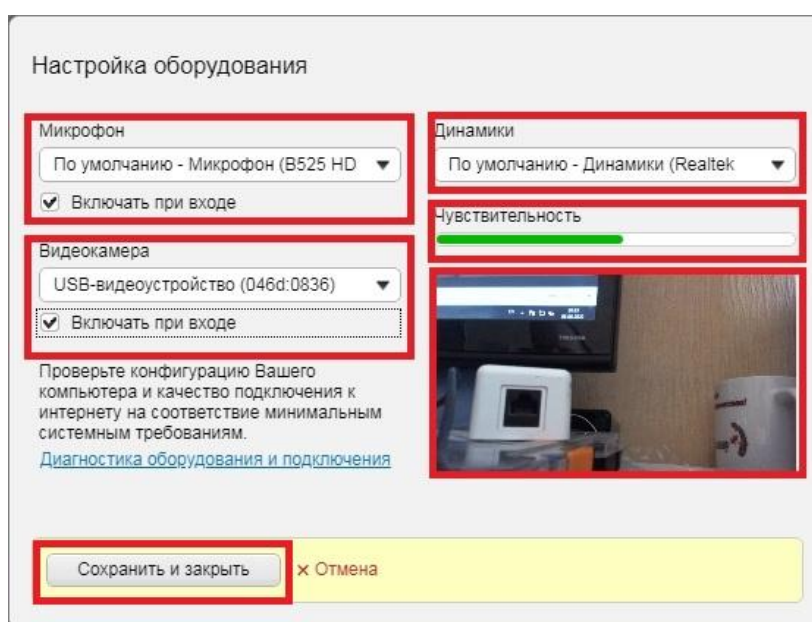 Настройка оборудования
Микрофон
По умолчанию - Микрофон (B525 HD
Включать при входе
Видеокамера
USB-видеоустройство (046d:0836)
Включать при входе
Проверьте конфигурацию Вашего
компьютера и качество подключения к
интернету на соответствие минимальным
системным требованиям.
Диагностика оборудования и подключения
Динамики
По умолчанию - Динамики (Realtek
Чувствительность
TOSHIBA
Сохранить и закрыть
× Отмена